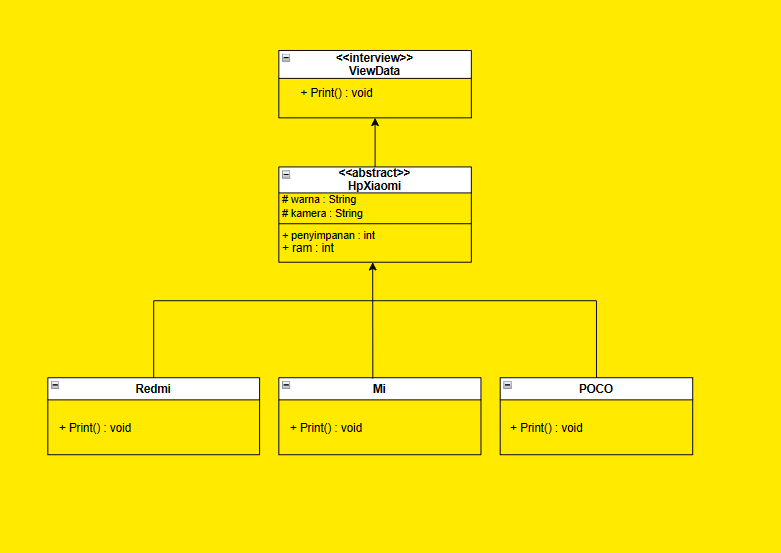 <<interview>>
ViewData
+ Print() : void
<<abstract>>
HpXiaomi
# warna : String
# kamera : String
+ penyimpanan : int
+ ram : int
Redmi
+ Print() : void
Mi
+ Print() : void
POCO
+ Print() : void